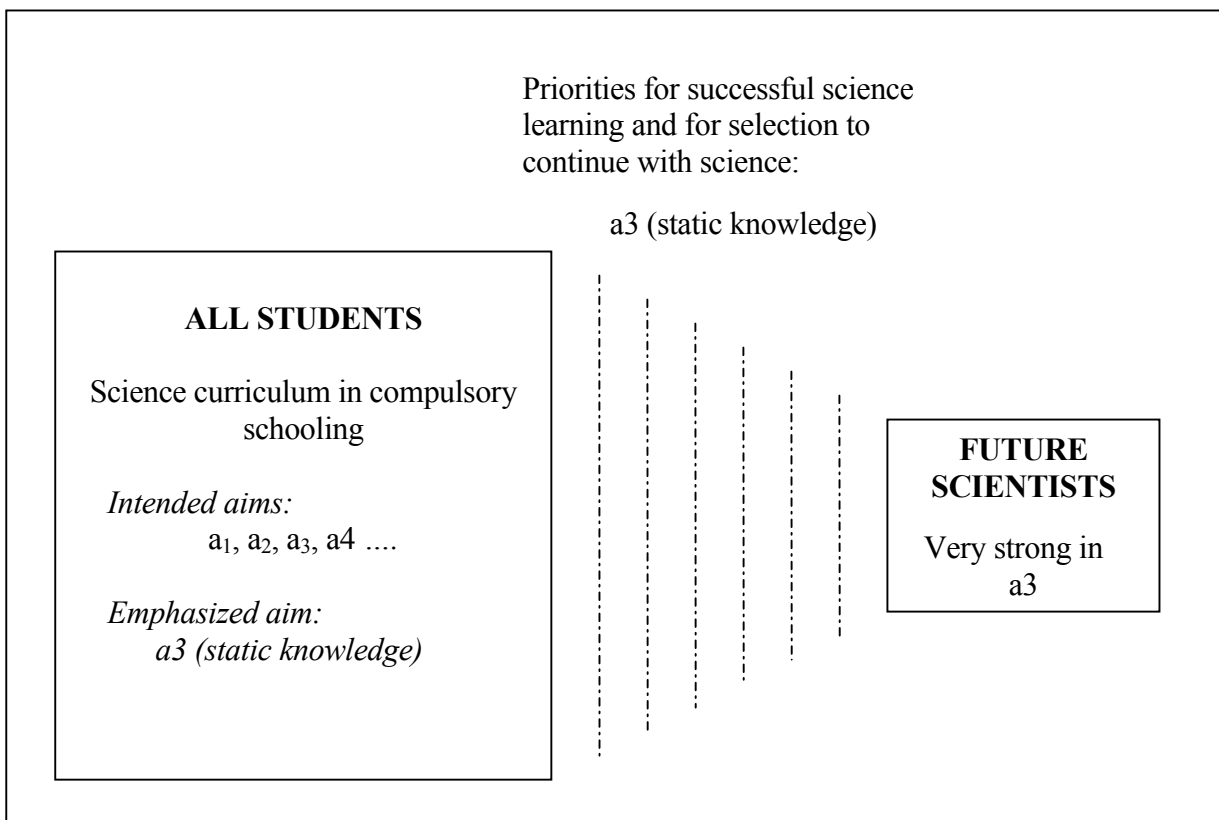 Priorities for successful science
learning and for selection to
continue with science:
a3 (static knowledge)
ALL STUDENTS
Science curriculum in compulsory
schooling
Intended aims:
a₁, a₂, a₃, a4 ....
Emphasized aim:
a3 (static knowledge)
FUTURE
SCIENTISTS
Very strong in
a3